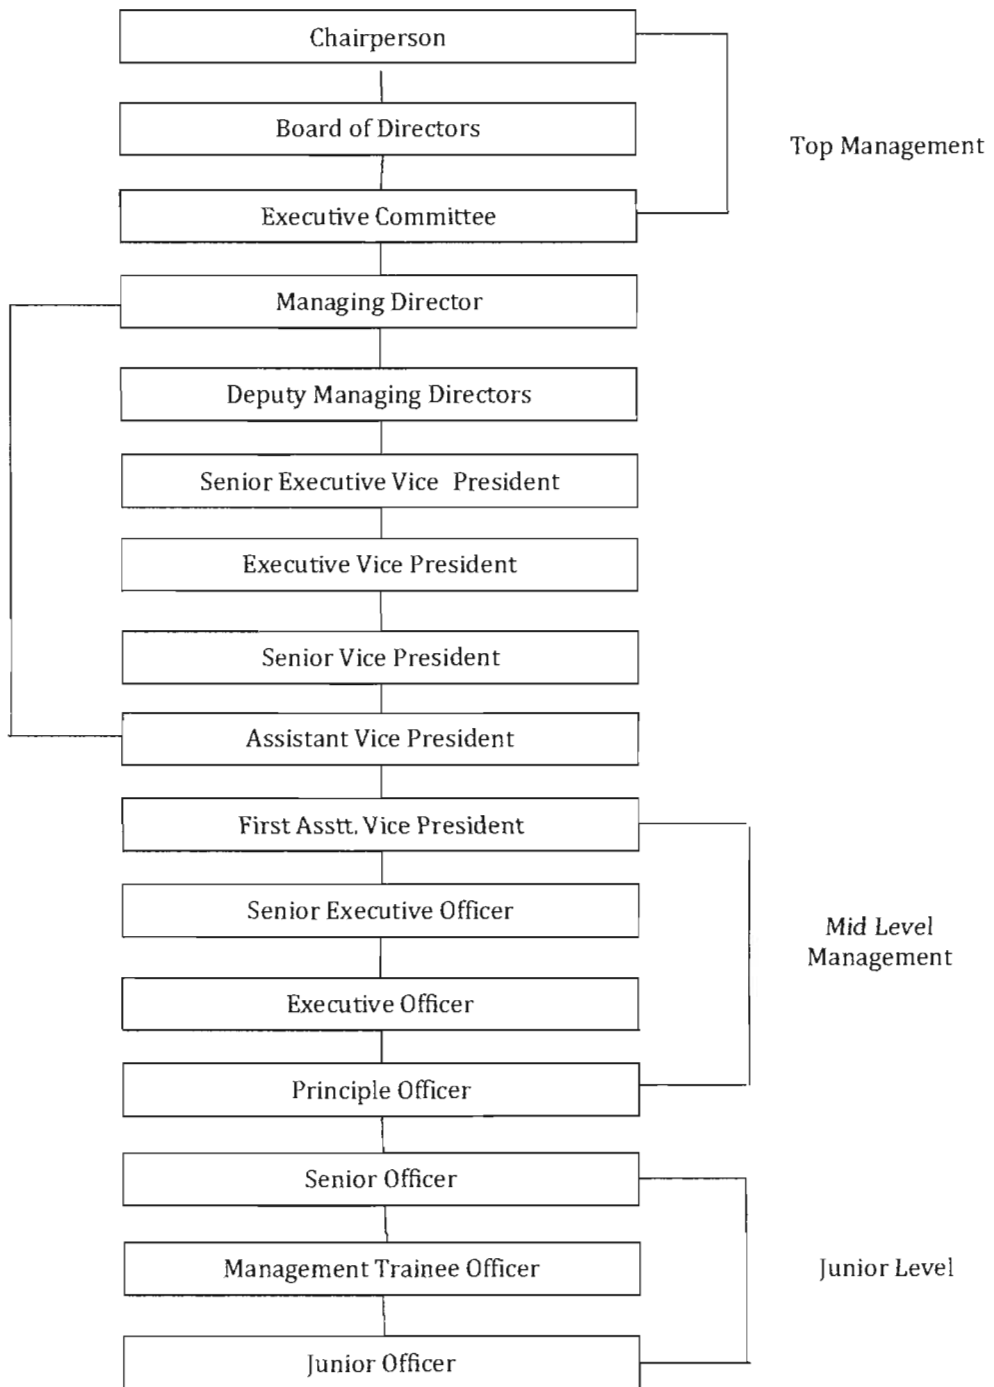 Chairperson
Board of Directors
Top Management
Executive Committee
Managing Director
Deputy Managing Directors
Senior Executive Vice President
Executive Vice President
Senior Vice President
Assistant Vice President
First Asstt. Vice President
Senior Executive Officer
Mid Level
Management
Executive Officer
Principle Officer
Senior Officer
Management Trainee Officer
Junior Level
Junior Officer